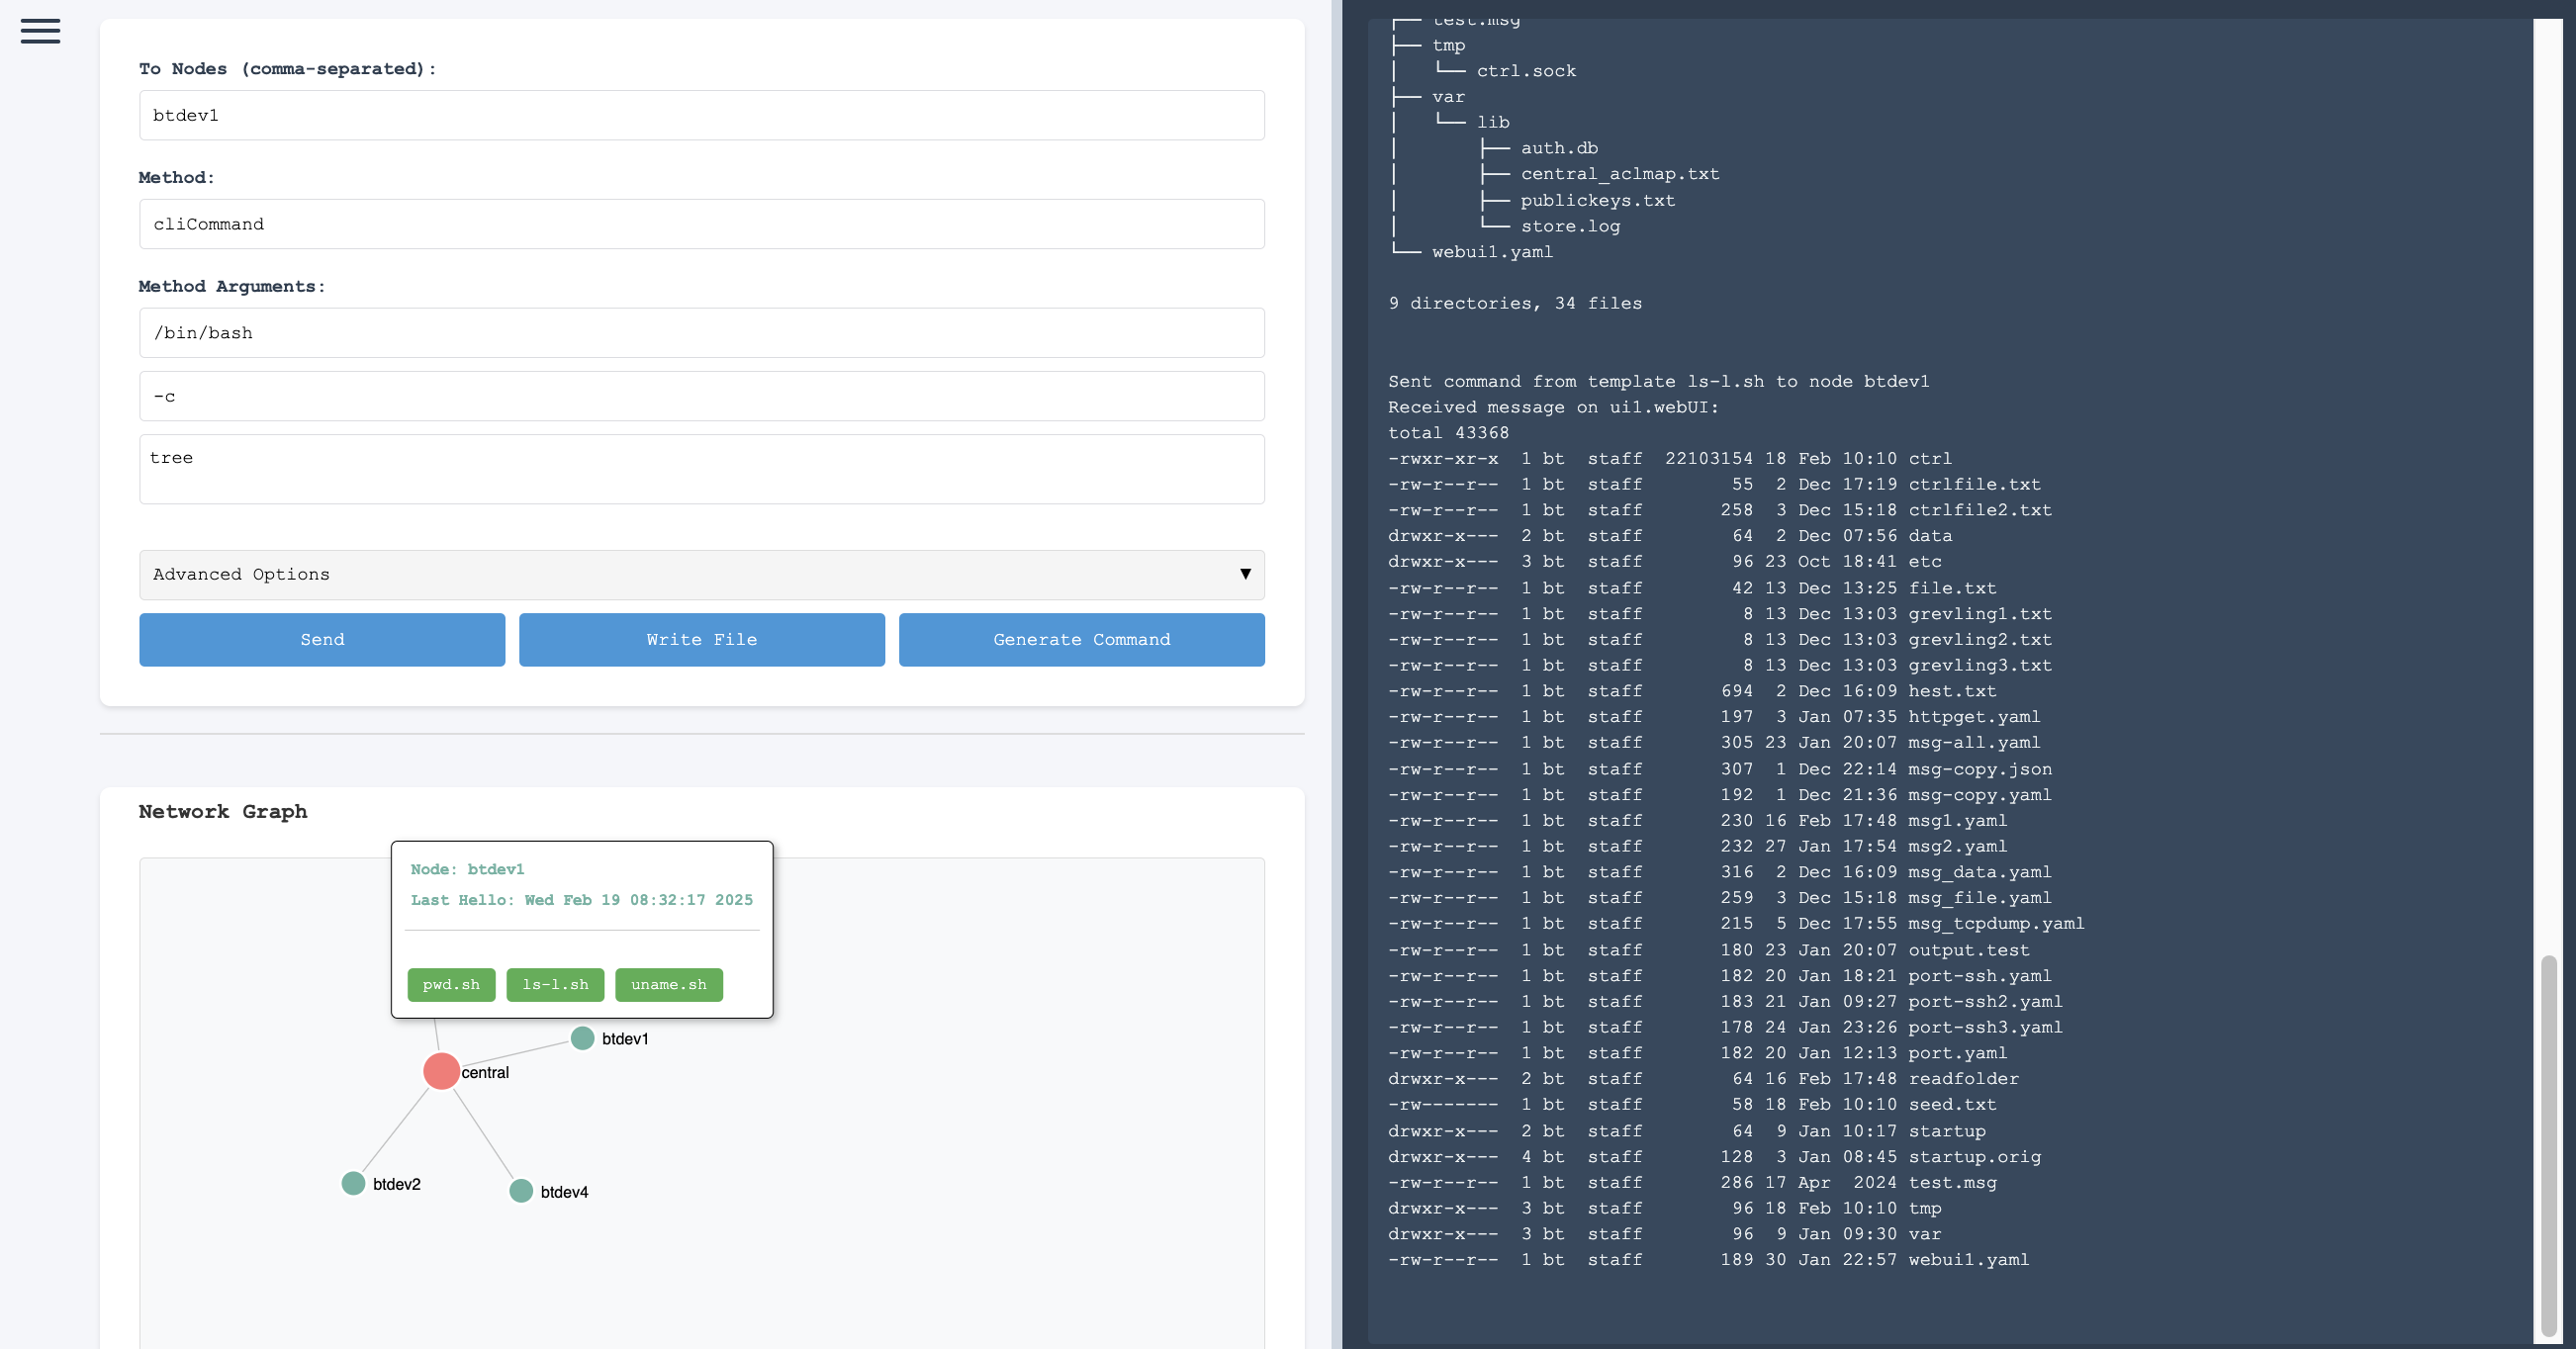 To Nodes (comma-separated):
btdev1
Method:
cliCommand
Method Arguments:
/bin/bash
-c
tree
Advanced Options ▼
Send
Write File
Generate Command
Network Graph
Node: btdev1
Last Hello: Wed Feb 19 08:32:17 2025
pwd.sh
ls-l.sh
uname.sh
btdev1
central
btdev2
btdev4
├── test.msg
├── tmp
│   └── ctrl.sock
├── var
│   └── lib
│       ├── auth.db
│       ├── central_aclmap.txt
│       ├── publickeys.txt
│       └── store.log
└── webui1.yaml
9 directories, 34 files
Sent command from template ls-l.sh to node btdev1
Received message on ui1.webUI:
total 43368
-rwxr-xr-x  1 bt  staff  22103154 18 Feb 10:10 ctrl
-rw-r--r--  1 bt  staff        55  2 Dec 17:19 ctrlfile.txt
-rw-r--r--  1 bt  staff       258  3 Dec 15:18 ctrlfile2.txt
drwxr-x---  2 bt  staff        64  2 Dec 07:56 data
drwxr-x---  3 bt  staff        96 23 Oct 18:41 etc
-rw-r--r--  1 bt  staff        42 13 Dec 13:25 file.txt
-rw-r--r--  1 bt  staff         8 13 Dec 13:03 grevling1.txt
-rw-r--r--  1 bt  staff         8 13 Dec 13:03 grevling2.txt
-rw-r--r--  1 bt  staff         8 13 Dec 13:03 grevling3.txt
-rw-r--r--  1 bt  staff       694  2 Dec 16:09 hest.txt
-rw-r--r--  1 bt  staff       197  3 Jan 07:35 httpget.yaml
-rw-r--r--  1 bt  staff       305 23 Jan 20:07 msg-all.yaml
-rw-r--r--  1 bt  staff       307  1 Dec 22:14 msg-copy.json
-rw-r--r--  1 bt  staff       192  1 Dec 21:36 msg-copy.yaml
-rw-r--r--  1 bt  staff       230 16 Feb 17:48 msg1.yaml
-rw-r--r--  1 bt  staff       232 27 Jan 17:54 msg2.yaml
-rw-r--r--  1 bt  staff       316  2 Dec 16:09 msg_data.yaml
-rw-r--r--  1 bt  staff       259  3 Dec 15:18 msg_file.yaml
-rw-r--r--  1 bt  staff       215  5 Dec 17:55 msg_tcpdump.yaml
-rw-r--r--  1 bt  staff       180 23 Jan 20:07 output.test
-rw-r--r--  1 bt  staff       182 20 Jan 18:21 port-ssh.yaml
-rw-r--r--  1 bt  staff       183 21 Jan 09:27 port-ssh2.yaml
-rw-r--r--  1 bt  staff       178 24 Jan 23:26 port-ssh3.yaml
-rw-r--r--  1 bt  staff       182 20 Jan 12:13 port.yaml
drwxr-x---  2 bt  staff        64 16 Feb 17:48 readfolder
-rw-------  1 bt  staff        58 18 Feb 10:10 seed.txt
drwxr-x---  2 bt  staff        64  9 Jan 10:17 startup
drwxr-x---  4 bt  staff       128  3 Jan 08:45 startup.orig
-rw-r--r--  1 bt  staff       286 17 Apr  2024 test.msg
drwxr-x---  3 bt  staff        96 18 Feb 10:10 tmp
drwxr-x---  3 bt  staff        96  9 Jan 09:30 var
-rw-r--r--  1 bt  staff       189 30 Jan 22:57 webui1.yaml